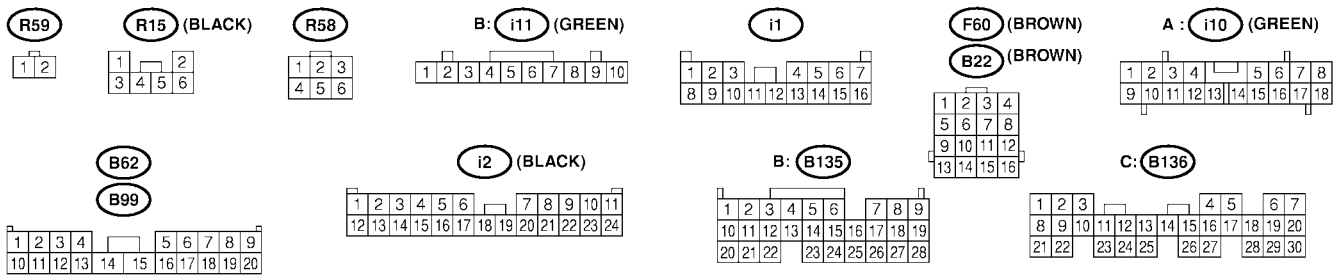 R59
1 2
R15 (BLACK)
1 2
3 4 5 6
R58
1 2 3
4 5 6
B: i11 (GREEN)
1 2 3 4 5 6 7 8 9 10
i1
1 2 3 4 5 6 7
8 9 10 11 12 13 14 15 16
F60 (BROWN)
B22 (BROWN)
1 2 3 4
5 6 7 8
9 10 11 12
13 14 15 16
A : i10 (GREEN)
1 2 3 4 5 6 7 8
9 10 11 12 13 14 15 16 17 18
B62
B99
1 2 3 4 5 6 7 8 9
10 11 12 13 14 15 16 17 18 19 20
i2 (BLACK)
1 2 3 4 5 6 7 8 9 10 11
12 13 14 15 16 17 18 19 20 21 22 23 24
B: B135
1 2 3 4 5 6 7 8 9
10 11 12 13 14 15 16 17 18 19
20 21 22 23 24 25 26 27 28
C: B136
1 2 3 4 5 6 7
8 9 10 11 12 13 14 15 16 17 18 19 20
21 22 23 24 25 26 27 28 29 30